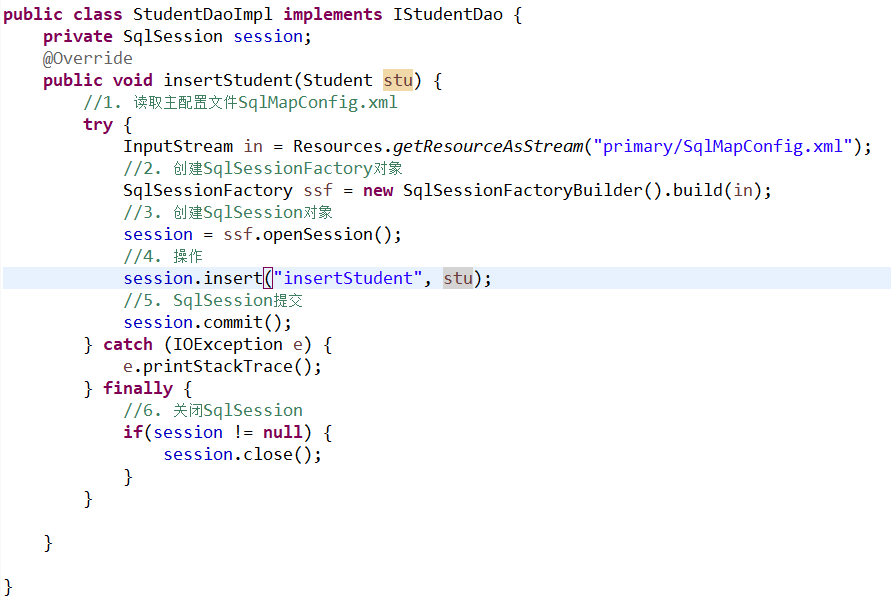 public class StudentDaoImpl implements IStudentDao {
    private SqlSession session;
    @Override
    public void insertStudent(Student stu) {
        //1. 读取主配置文件SqlMapConfig.xml
        try {
            InputStream in = Resources.getResourceAsStream("primary/SqlMapConfig.xml");
            //2. 创建SqlSessionFactory对象
            SqlSessionFactory ssf = new SqlSessionFactoryBuilder().build(in);
            //3. 创建SqlSession对象
            session = ssf.openSession();
            //4. 操作
            session.insert("insertStudent", stu);
            //5. SqlSession提交
            session.commit();
        } catch (IOException e) {
            e.printStackTrace();
        } finally {
            //6. 关闭SqlSession
            if(session != null) {
                session.close();
            }
        }
    }
}